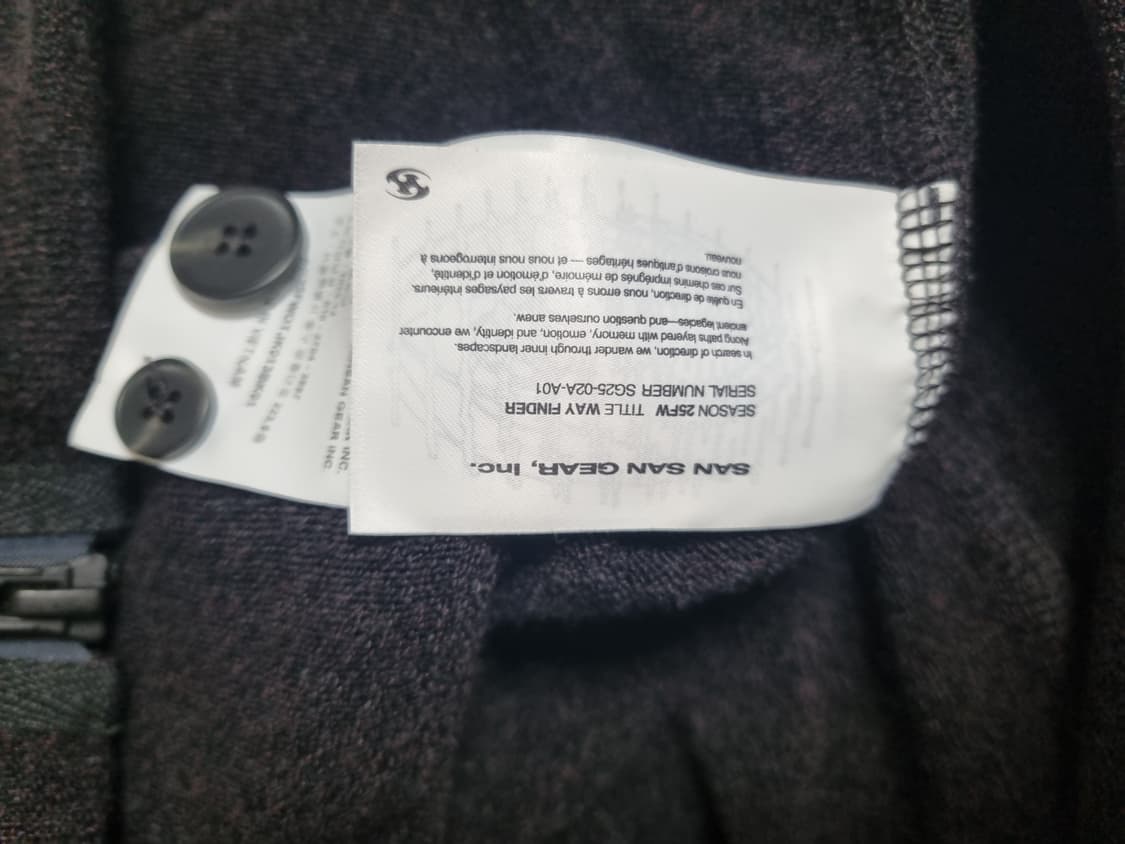 SAN SAN GEAR, Inc.
SEASON 25FW TITLE WAY FINDER
SERIAL NUMBER SG25-02A-A01
In search of direction, we wander through inner landscapes.
Along paths layered with memory, emotion, and identity, we encounter
ancient legacies—and question ourselves anew.
En quête de direction, nous errons à travers les paysages intérieurs.
Sur ces chemins imprégnés de mémoire, d'émotion et d'identité,
nous croisons d'antiques héritages — et nous nous interrogeons à
nouveau.
SAN GEAR INC.